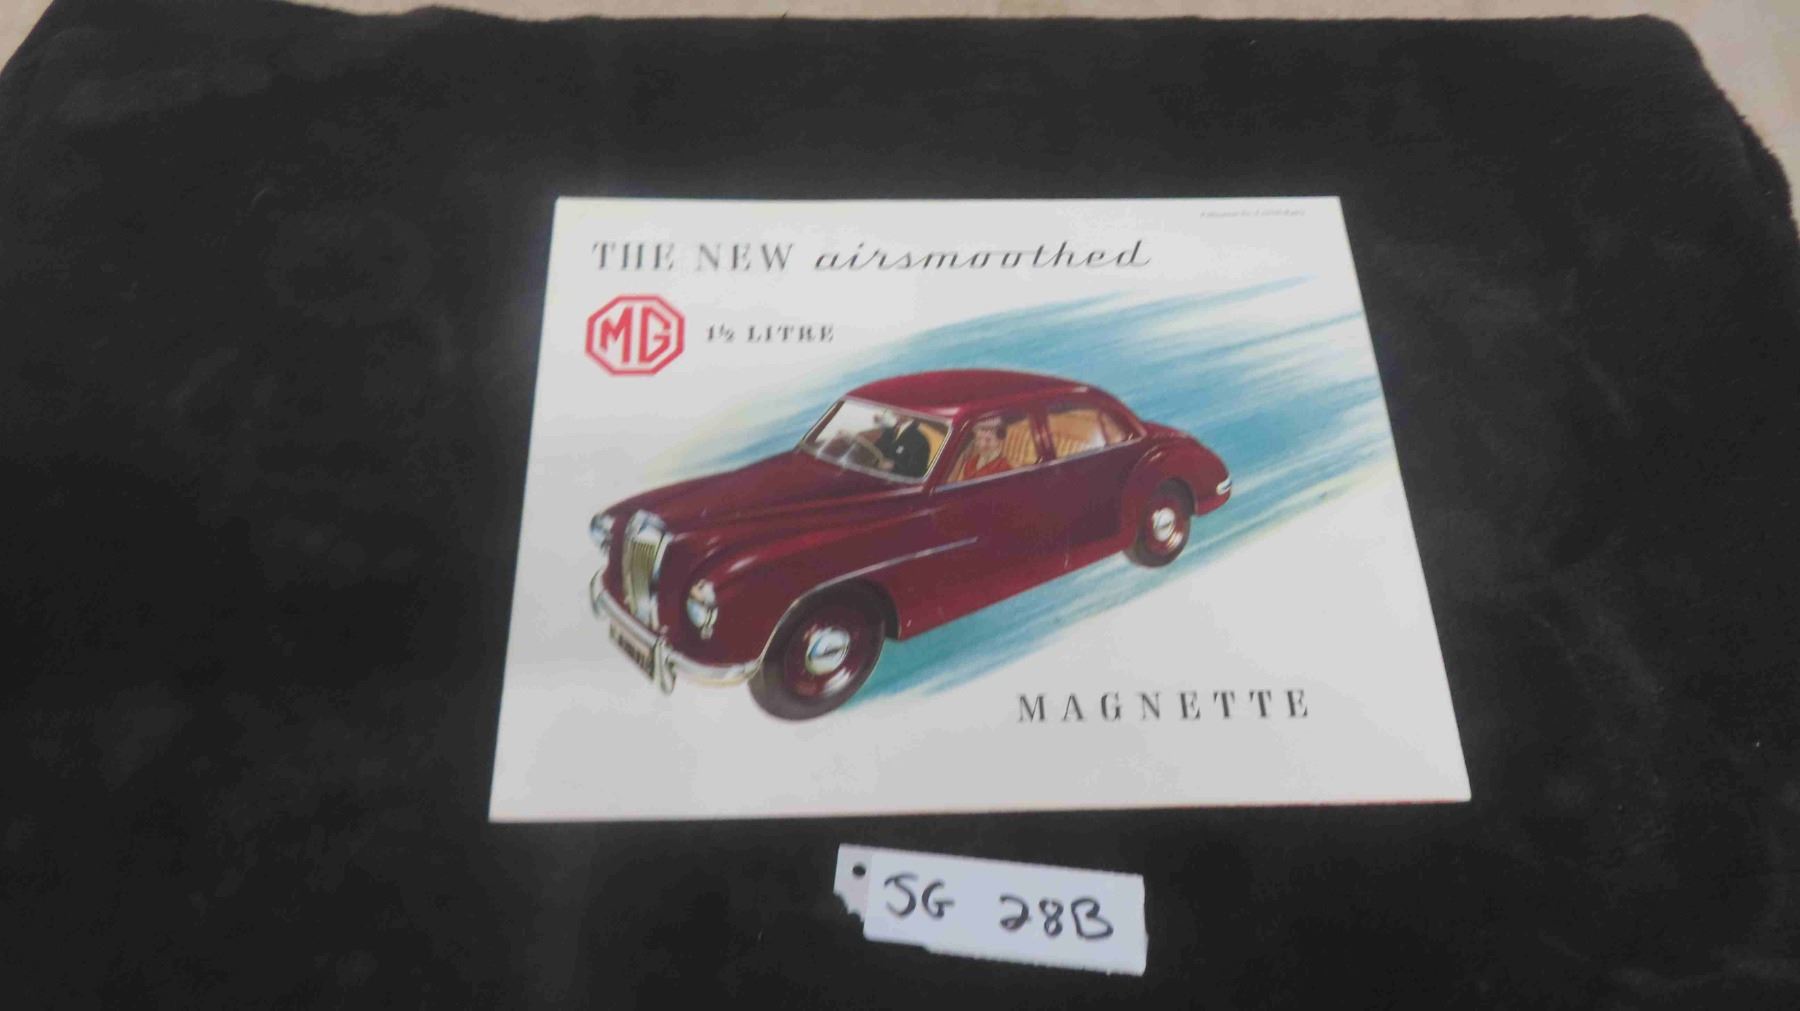 THE NEW airsmoothed
MG 1½ LITRE
MAGNETTE
JG 28B